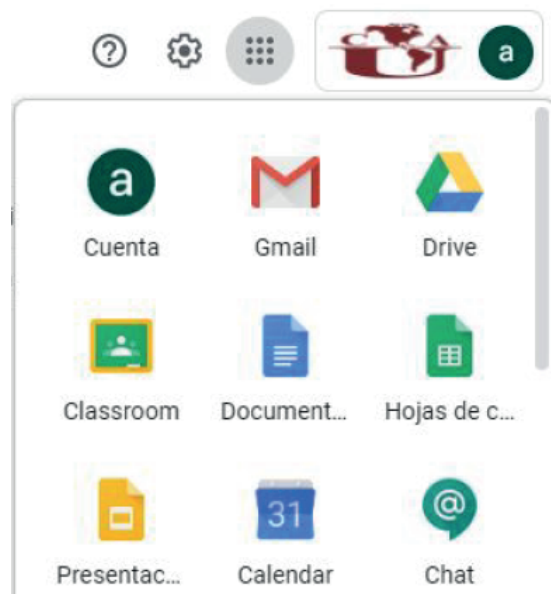 ? C U A a
a
Cuenta Gmail Drive
Classroom Document... Hojas de c...
31 @
Presentac... Calendar Chat